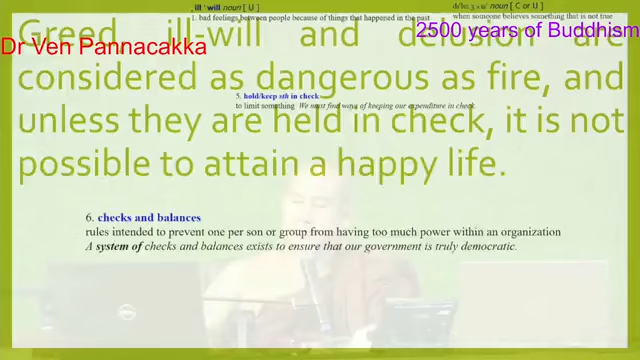 ill will noun [ U ]
1. bad feelings between people because of things that happened in the past
noun [ C or U ]
when someone believes something that is not true
2500 years of Buddhism
Dr Ven Pannacakka
Greed, ill-will and delusion are
considered as dangerous as fire, and
unless they are held in check, it is not
possible to attain a happy life.
5. hold/keep sth in check
to limit something We must find ways of keeping our expenditure in check.
6. checks and balances
rules intended to prevent one per son or group from having too much power within an organization
A system of checks and balances exists to ensure that our government is truly democratic.